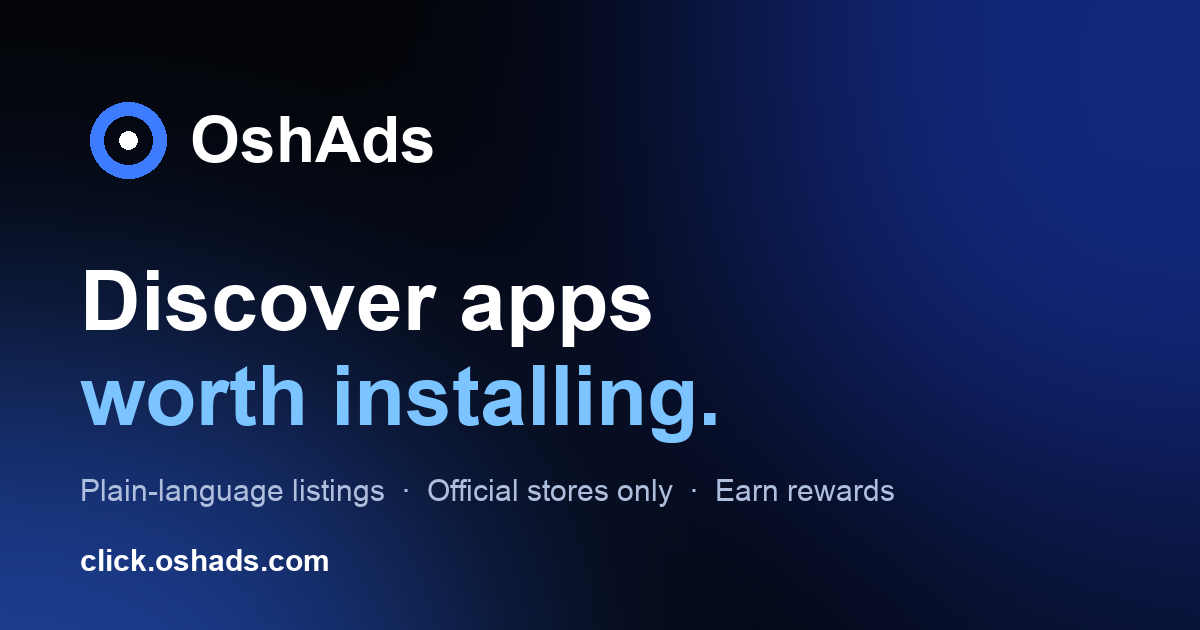 OshAds
Discover apps
worth installing.
Plain-language listings · Official stores only · Earn rewards
click.oshads.com